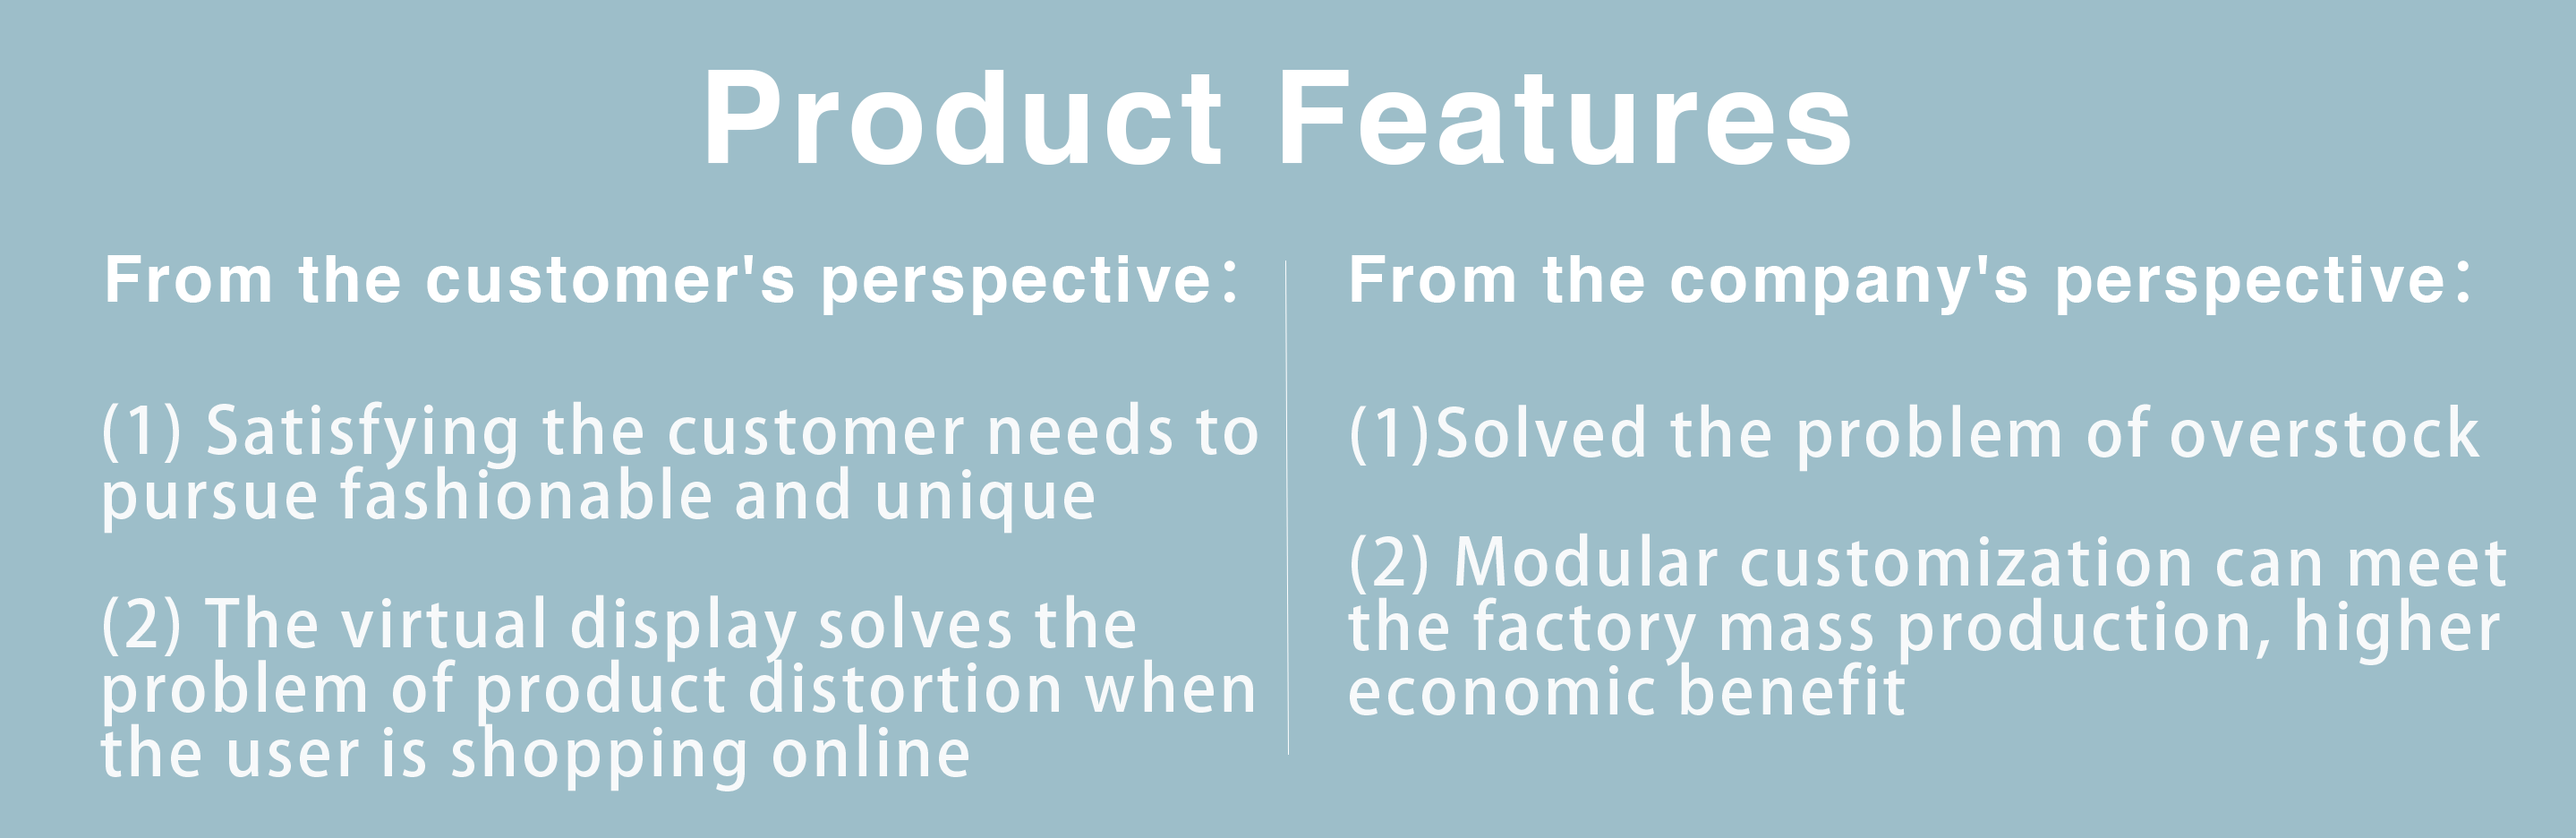 Product Features
From the customer's perspective：
(1) Satisfying the customer needs to
pursue fashionable and unique
(2) The virtual display solves the
problem of product distortion when
the user is shopping online
From the company's perspective：
(1)Solved the problem of overstock
(2) Modular customization can meet
the factory mass production, higher
economic benefit